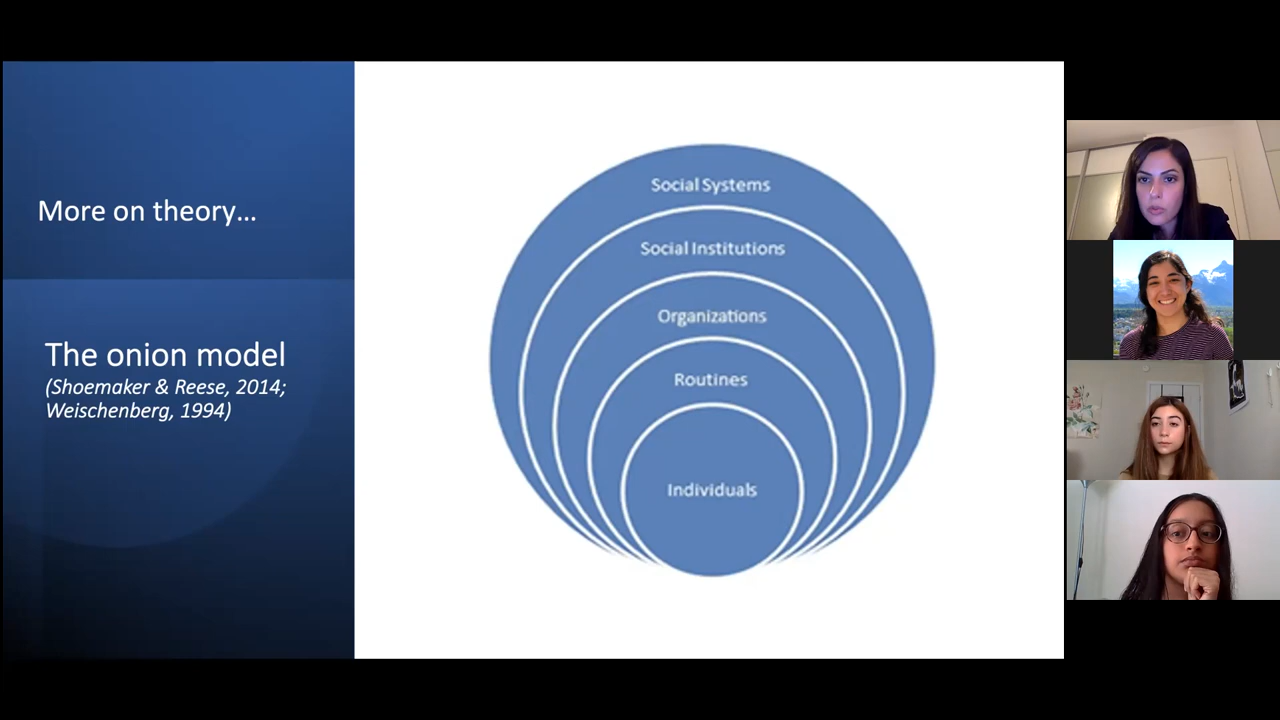 More on theory...
The onion model
(Shoemaker & Reese, 2014;
Weischenberg, 1994)
Social Systems
Social Institutions
Organizations
Routines
Individuals